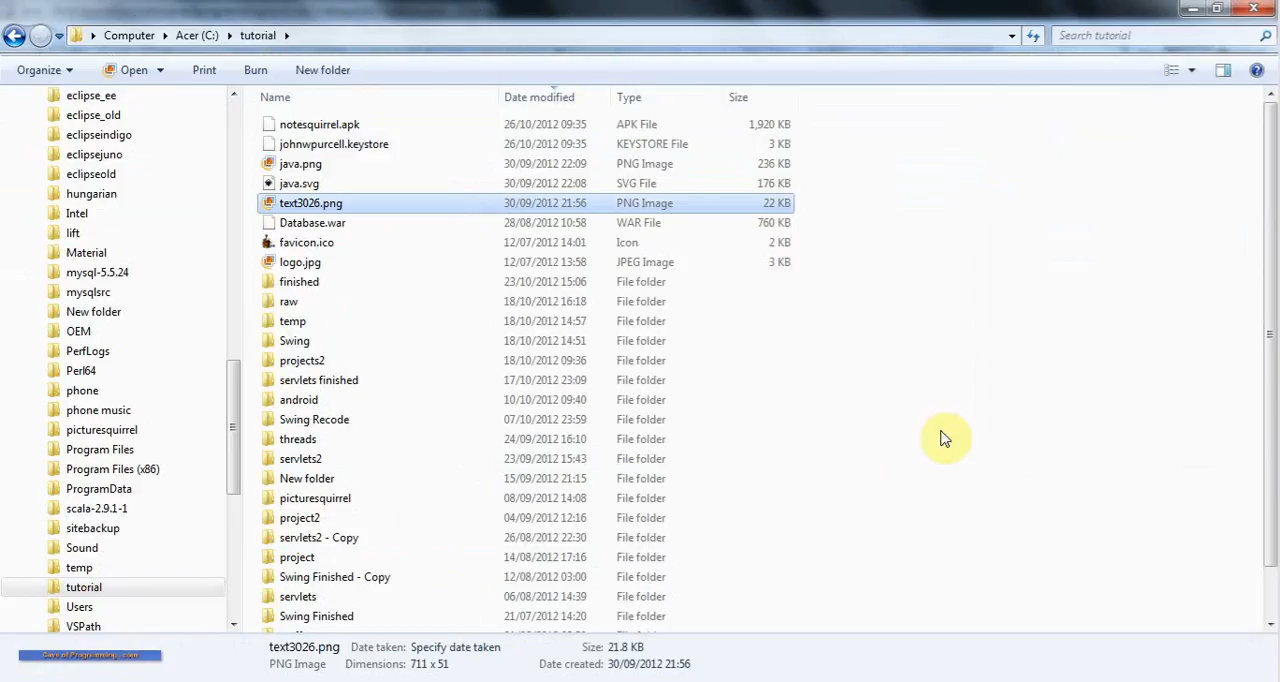 Computer Acer (C:) tutorial Search tutorial
Organize Open Print Burn New folder
Name Date modified Type Size
eclipse_ee
eclipse_old
eclipseindigo
eclipsejuno
eclipseold
hungarian
Intel
lift
Material
mysql-5.5.24
mysqlsrc
New folder
OEM
PerfLogs
Perl64
phone
phone music
picturesquirrel
Program Files
Program Files (x86)
ProgramData
scala-2.9.1-1
sitebackup
Sound
temp
tutorial
Users
VSPath
notesquirrel.apk 26/10/2012 09:35 APK File 1,920 KB
johnwpurcell.keystore 26/10/2012 09:35 KEYSTORE File 3 KB
java.png 30/09/2012 22:09 PNG Image 236 KB
java.svg 30/09/2012 22:08 SVG File 176 KB
text3026.png 30/09/2012 21:56 PNG Image 22 KB
Database.war 28/08/2012 10:58 WAR File 760 KB
favicon.ico 12/07/2012 14:01 Icon 2 KB
logo.jpg 12/07/2012 13:58 JPEG Image 3 KB
finished 23/10/2012 15:06 File folder
raw 18/10/2012 16:18 File folder
temp 18/10/2012 14:57 File folder
Swing 18/10/2012 14:51 File folder
projects2 18/10/2012 09:36 File folder
servlets finished 17/10/2012 23:09 File folder
android 10/10/2012 09:40 File folder
Swing Recode 07/10/2012 23:59 File folder
threads 24/09/2012 16:10 File folder
servlets2 23/09/2012 15:43 File folder
New folder 15/09/2012 21:15 File folder
picturesquirrel 08/09/2012 14:08 File folder
project2 04/09/2012 12:16 File folder
servlets2 - Copy 26/08/2012 22:30 File folder
project 14/08/2012 17:16 File folder
Swing Finished - Copy 12/08/2012 03:00 File folder
servlets 06/08/2012 14:39 File folder
Swing Finished 21/07/2012 14:20 File folder
Cave of Programming .com
text3026.png Date taken: Specify date taken Size: 21.8 KB
PNG Image Dimensions: 711 x 51 Date created: 30/09/2012 21:56